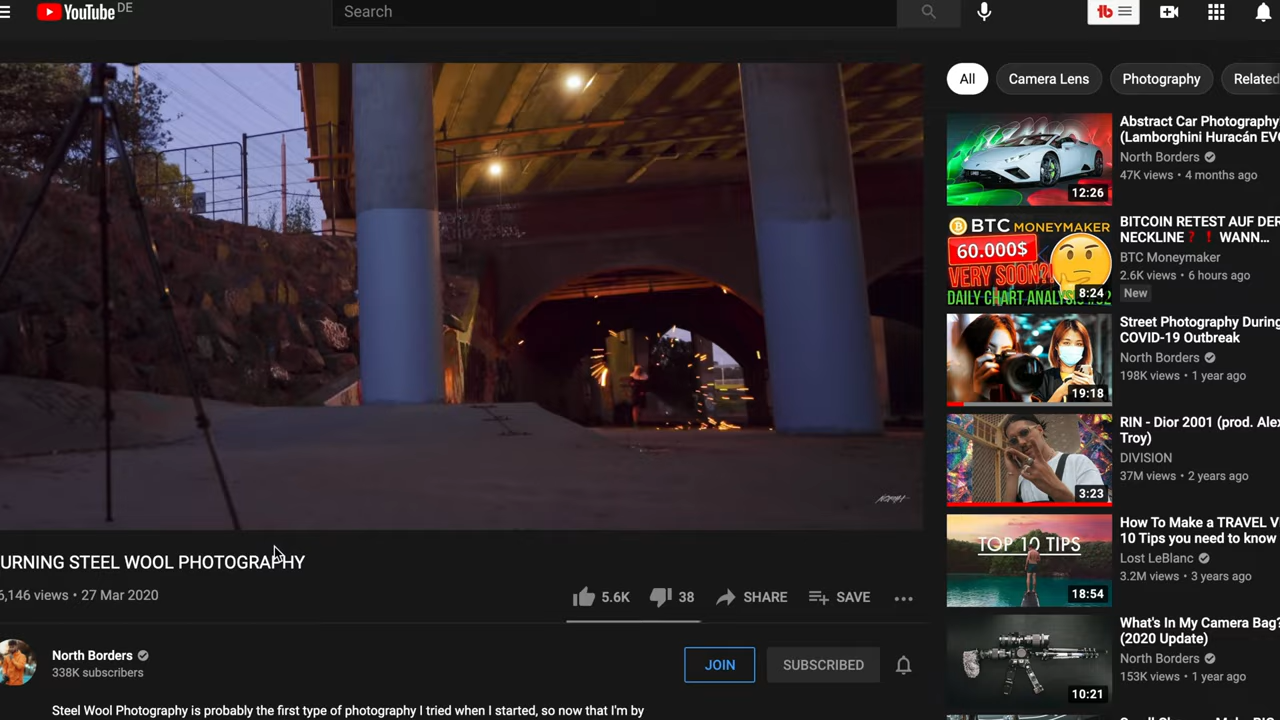 YouTube DE
Search
All
Camera Lens
Photography
Related
NORTH
URNING STEEL WOOL PHOTOGRAPHY
6,146 views • 27 Mar 2020
5.6K
38
SHARE
SAVE
North Borders
338K subscribers
JOIN
SUBSCRIBED
Steel Wool Photography is probably the first type of photography I tried when I started, so now that I'm by
Abstract Car Photography
(Lamborghini Huracán EV
North Borders
47K views • 4 months ago
12:26
BTC MONEYMAKER
60.000$
VERY SOON?!
DAILY CHART ANALYSIS
8:24
BITCOIN RETEST AUF DER
NECKLINE❓❗ WANN...
BTC Moneymaker
2.6K views • 6 hours ago
New
Street Photography During
COVID-19 Outbreak
North Borders
198K views • 1 year ago
19:18
RIN - Dior 2001 (prod. Alex
Troy)
DIVISION
37M views • 2 years ago
3:23
TOP 10 TIPS
18:54
How To Make a TRAVEL V
10 Tips you need to know
Lost LeBlanc
3.2M views • 3 years ago
10:21
What's In My Camera Bag?
(2020 Update)
North Borders
153K views • 1 year ago